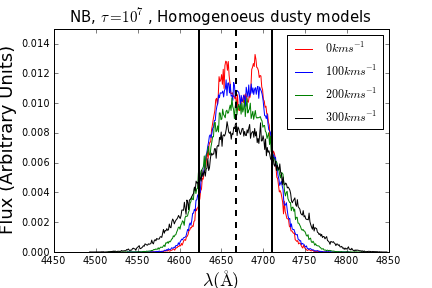 NB, τ=10^7 , Homogenoeus dusty models
Flux (Arbitrary Units)
0.014
0.012
0.010
0.008
0.006
0.004
0.002
0.000
0kms^−1
100kms^−1
200kms^−1
300kms^−1
4450 4500 4550 4600 4650 4700 4750 4800 4850
λ(Å)